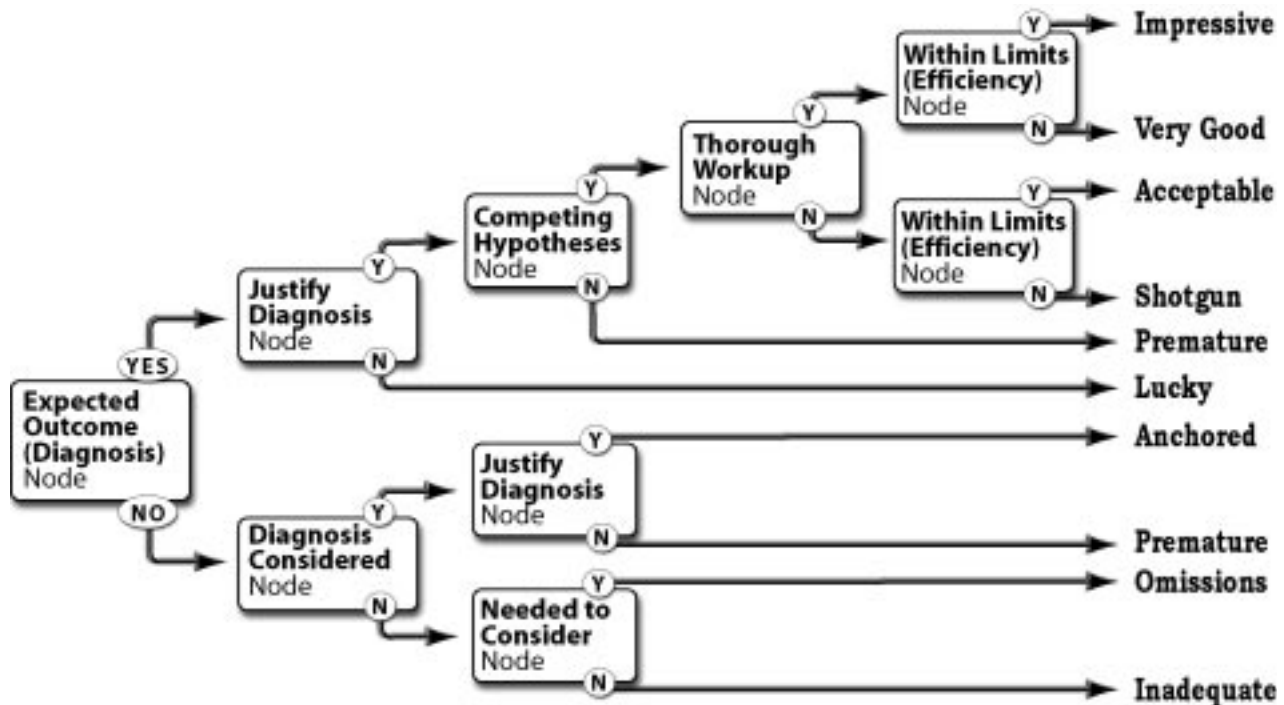 Y
Impressive
Within Limits
(Efficiency)
Node
N
Very Good
Y
Thorough
Workup
Node
N
Y
Acceptable
Within Limits
(Efficiency)
Node
N
Shotgun
Y
Competing
Hypotheses
Node
N
Premature
Y
Justify
Diagnosis
Node
N
Lucky
YES
Expected
Outcome
(Diagnosis)
Node
NO
Y
Anchored
Justify
Diagnosis
Node
N
Premature
Y
Diagnosis
Considered
Node
N
Y
Omissions
Needed to
Consider
Node
N
Inadequate